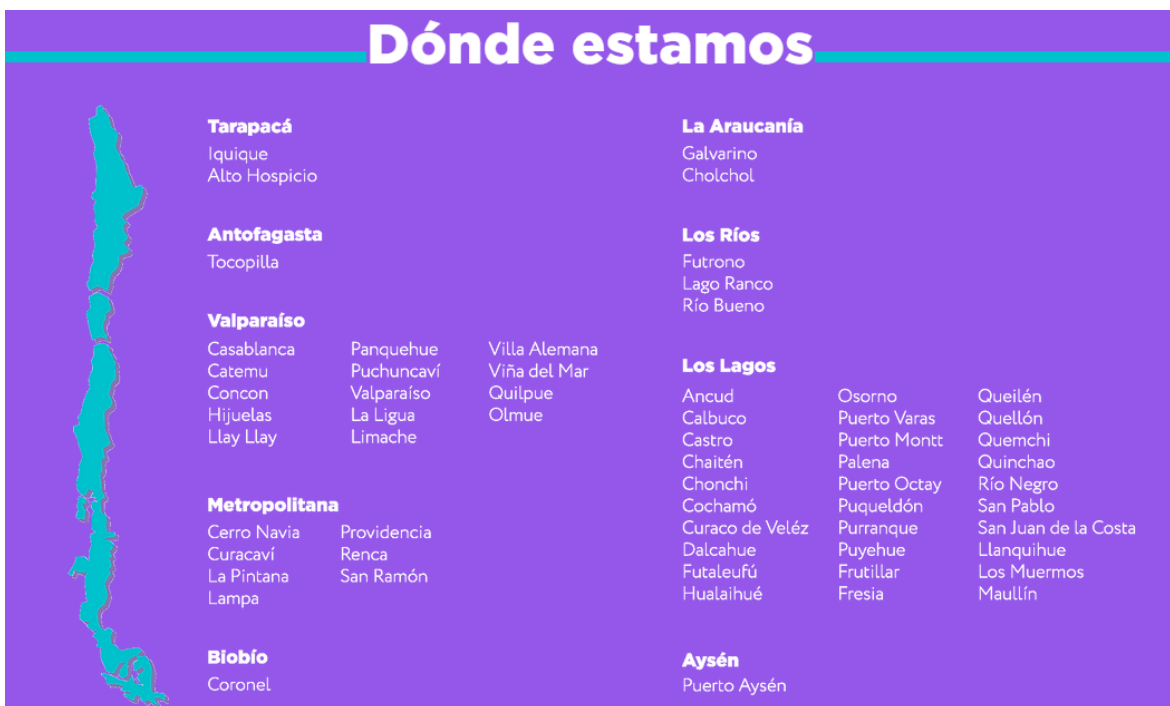 Dónde estamos
Tarapacá
Iquique
Alto Hospicio
Antofagasta
Tocopilla
Valparaíso
Casablanca Panquehue Villa Alemana
Catemu Puchuncaví Viña del Mar
Concon Valparaíso Quilpue
Hijuelas La Ligua Olmue
Llay Llay Limache
Metropolitana
Cerro Navia Providencia
Curacaví Renca
La Pintana San Ramón
Lampa
Biobío
Coronel
La Araucanía
Galvarino
Cholchol
Los Ríos
Futrono
Lago Ranco
Río Bueno
Los Lagos
Ancud Osorno Queilén
Calbuco Puerto Varas Quellón
Castro Puerto Montt Quemchi
Chaitén Palena Quinchao
Chonchi Puerto Octay Río Negro
Cochamó Puqueldón San Pablo
Curaco de Veléz Purranque San Juan de la Costa
Dalcahue Puyehue Llanquihue
Futaleufú Frutillar Los Muermos
Hualaihué Fresia Maullín
Aysén
Puerto Aysén